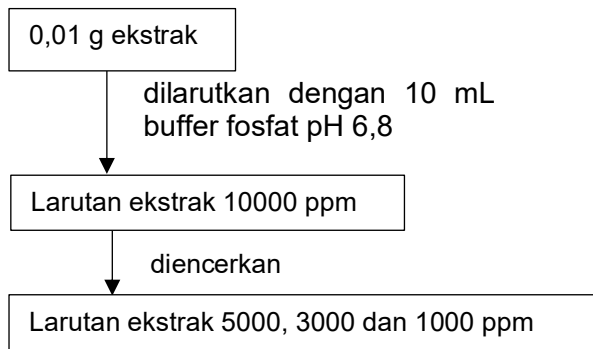 0,01 g ekstrak
dilarutkan dengan 10 mL
buffer fosfat pH 6,8
Larutan ekstrak 10000 ppm
diencerkan
Larutan ekstrak 5000, 3000 dan 1000 ppm